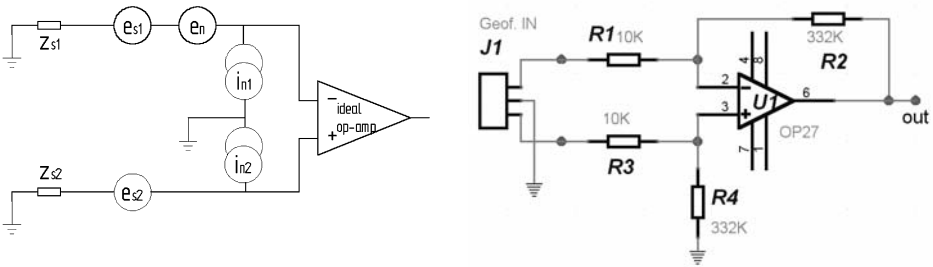 Zs1
es1
en
in1
ideal
op-amp
in2
Zs2
es2
Geof. IN
J1
R1 10K
332K
R2
4
8
2
3
U1
6
OP27
out
10K
R3
7
1
R4
332K